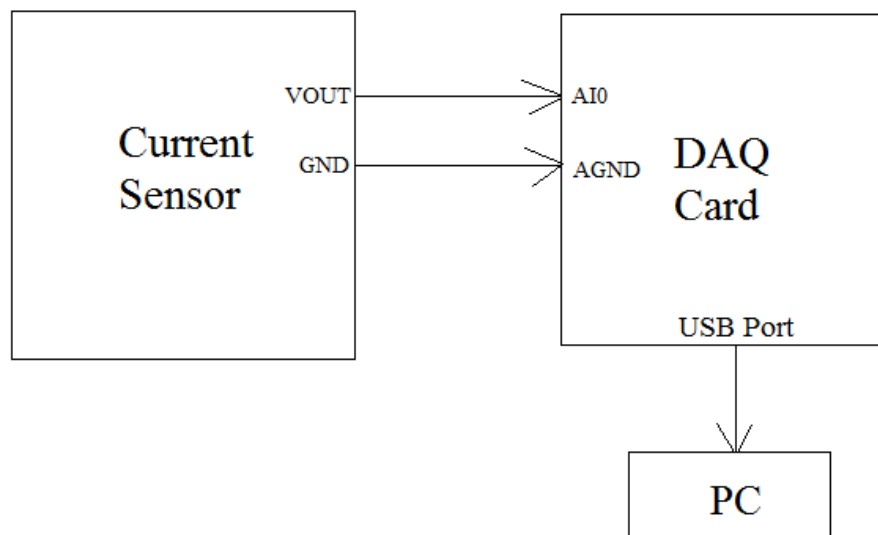 VOUT
GND
Current
Sensor
AI0
AGND
DAQ
Card
USB Port
PC